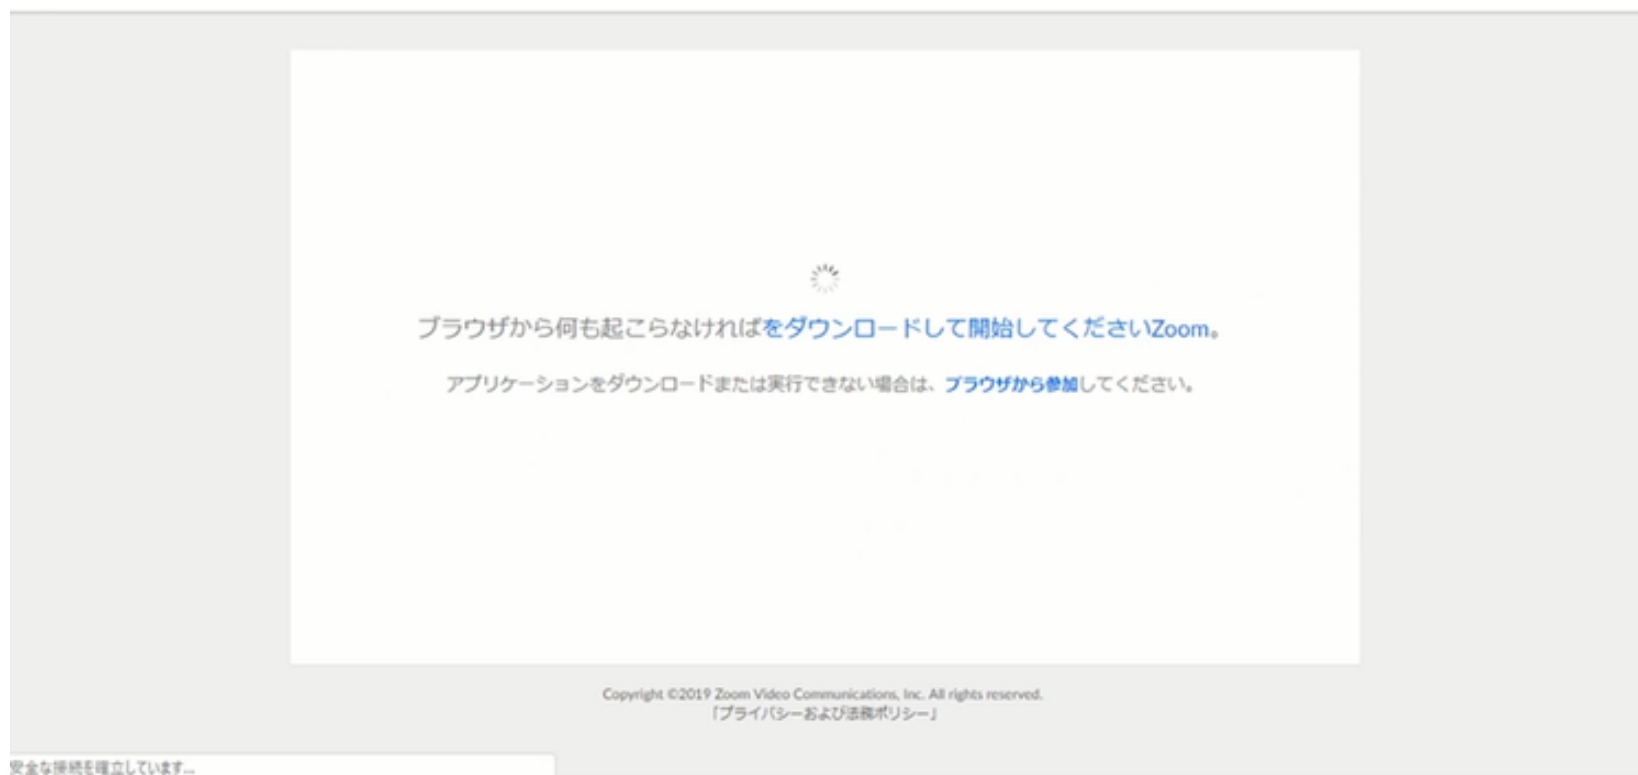 ブラウザから何も起こらなければをダウンロードして開始してくださいZoom。
アプリケーションをダウンロードまたは実行できない場合は、ブラウザから参加してください。
Copyright ©2019 Zoom Video Communications, Inc. All rights reserved.
「プライバシーおよび法務ポリシー」
安全な接続を確立しています...